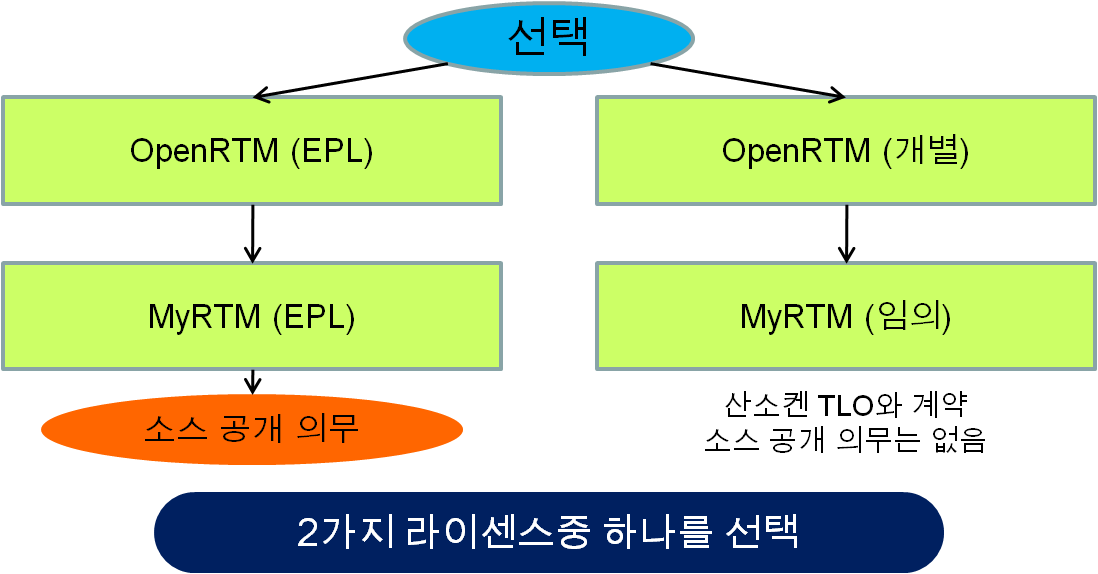 선택
OpenRTM (EPL)
OpenRTM (개별)
MyRTM (EPL)
MyRTM (임의)
소스 공개 의무
산소켄 TLO와 계약
소스 공개 의무는 없음
2가지 라이센스중 하나를 선택